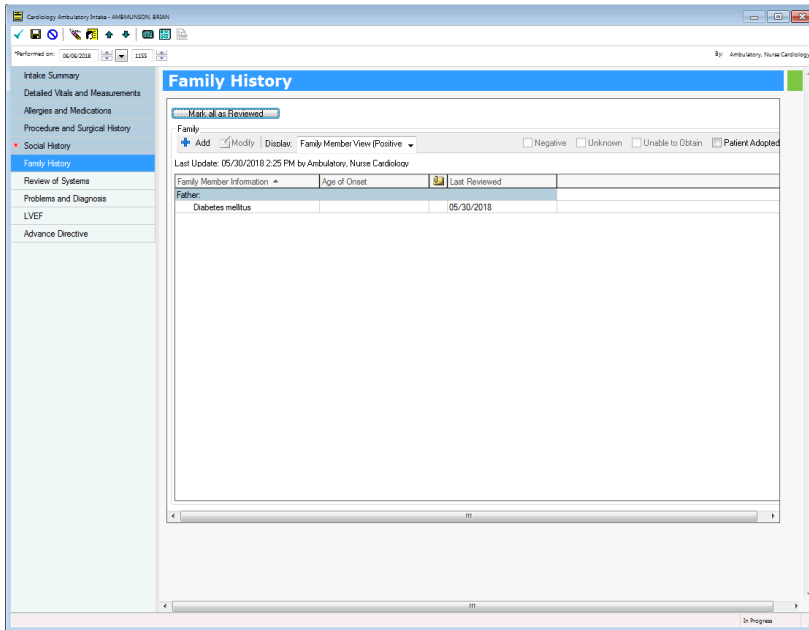 Cardiology Ambulatory Intake - AMBMUNSON, BRIAN
*Performed on: 06/06/2018 1155 By: Ambulatory, Nurse Cardiology
Intake Summary
Detailed Vitals and Measurements
Allergies and Medications
Procedure and Surgical History
* Social History
Family History
Review of Systems
Problems and Diagnosis
LVEF
Advance Directive
Family History
Mark all as Reviewed
Family
Add Modify Display: Family Member View (Positive Negative Unknown Unable to Obtain Patient Adopted
Last Update: 05/30/2018 2:25 PM by Ambulatory, Nurse Cardiology
Family Member Information Age of Onset Last Reviewed
Father:
Diabetes mellitus 05/30/2018
In Progress